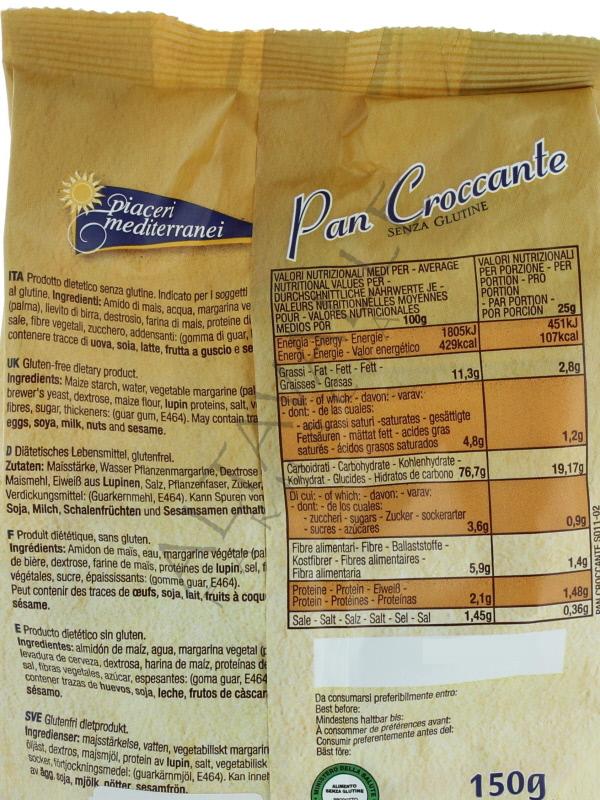 Piaceri
mediterranei
Pan Croccante
SENZA GLUTINE
ITA Prodotto dietetico senza glutine. Indicato per i soggetti
al glutine. Ingredienti: Amido di mais, acqua, margarina ve
(palma), lievito di birra, destrosio, farina di mais, proteine di
sale, fibre vegetali, zucchero, addensanti: (gomma di guar,
contenere tracce di uova, soia, latte, frutta a guscio e se
UK Gluten-free dietary product.
Ingredients: Maize starch, water, vegetable margarine (pal
brewer's yeast, dextrose, maize flour, lupin proteins, salt, v
fibres, sugar, thickeners: (guar gum, E464). May contain tra
eggs, soya, milk, nuts and sesame.
D Diätetisches Lebensmittel, glutenfrei.
Zutaten: Maisstärke, Wasser Pflanzenmargarine, Dextrose
Maismehl, Eiweiß aus Lupinen, Salz, Pflanzenfaser, Zucker,
Verdickungsmittel: (Guarkernmehl, E464). Kann Spuren von
Soja, Milch, Schalenfrüchten und Sesamsamen enthalt
F Produit diététique, sans gluten.
Ingrédients: Amidon de maïs, eau, margarine végétale (pal
de bière, dextrose, farine de maïs, protéines de lupin, sel, f
végétales, sucre, épaississants: (gomme guar, E464).
Peut contenir des traces de œufs, soja, lait, fruits à coqu
sésame.
E Producto dietético sin gluten.
Ingredientes: almidón de maíz, agua, margarina vegetal (p
levadura de cerveza, dextrosa, harina de maíz, proteínas de
sal, fibras vegetales, azúcar, espesantes: (goma guar, E464
contener trazas de huevos, soja, leche, frutos de càscar
sésamo.
SVE Glutenfri dietprodukt.
Ingredienser: majsstärkelse, vatten, vegetabiliskt margarin
öljäst, dextros, majsmjöl, protein av lupin, salt, vegetabilisk
socker, förtjockningsmedel: (guarkärnmjöl, E464). Kan inneh
av ägg, soja, mjölk, nötter, sesamfrön.
VALORI NUTRIZIONALI MEDI PER - AVERAGE
NUTRITIONAL VALUES PER -
DURCHSCHNITTLICHE NÄHRWERTE JE -
VALEURS NUTRITIONNELLES MOYENNES
POUR - VALORES NUTRICIONALES
MEDIOS POR 100g
VALORI NUTRIZIONALI
PER PORZIONE - PER
PORTION - PRO
PORTION
- PAR PORTION -
POR PORCIÓN 25g
Energia -Energy - Energie - 1805kJ 451kJ
Energi - Énergie - Valor energético 429kcal 107kcal
Grassi - Fat - Fett - Fett -
Graisses - Grasas 11,3g 2,8g
Di cui: - of which: - davon: - varav:
- dont: - de las cuales:
- acidi grassi saturi -saturates - gesättigte
Fettsäuren - mättat fett - acides gras
saturés - ácidos grasos saturados 4,8g 1,2g
Carboidrati - Carbohydrate - Kohlenhydrate -
Kolhydrat - Glucides - Hidratos de carbono 76,7g 19,17g
Di cui: - of which: - davon: - varav:
- dont: - de los cuales:
- zuccheri - sugars - Zucker - sockerarter
- sucres - azúcares 3,6g 0,9g
Fibre alimentari- Fibre - Ballaststoffe -
Kostfibrer - Fibres alimentaires -
Fibra alimentaria 5,9g 1,4g
Proteine - Protein - Eiweiß -
Protein - Protéines - Proteínas 2,1g 1,48g
Sale - Salt - Salz - Salt - Sel - Sal 1,45g 0,36g
PAN CROCCANTE S011-02
Da consumarsi preferibilmente entro:
Best before:
Mindestens haltbar bis:
À consommer de préférences avant:
Consumir preferentemente antes del:
Bäst före:
MINISTERO DELLA SALUTE
ALIMENTO
SENZA GLUTINE
PRODOTTO
150g